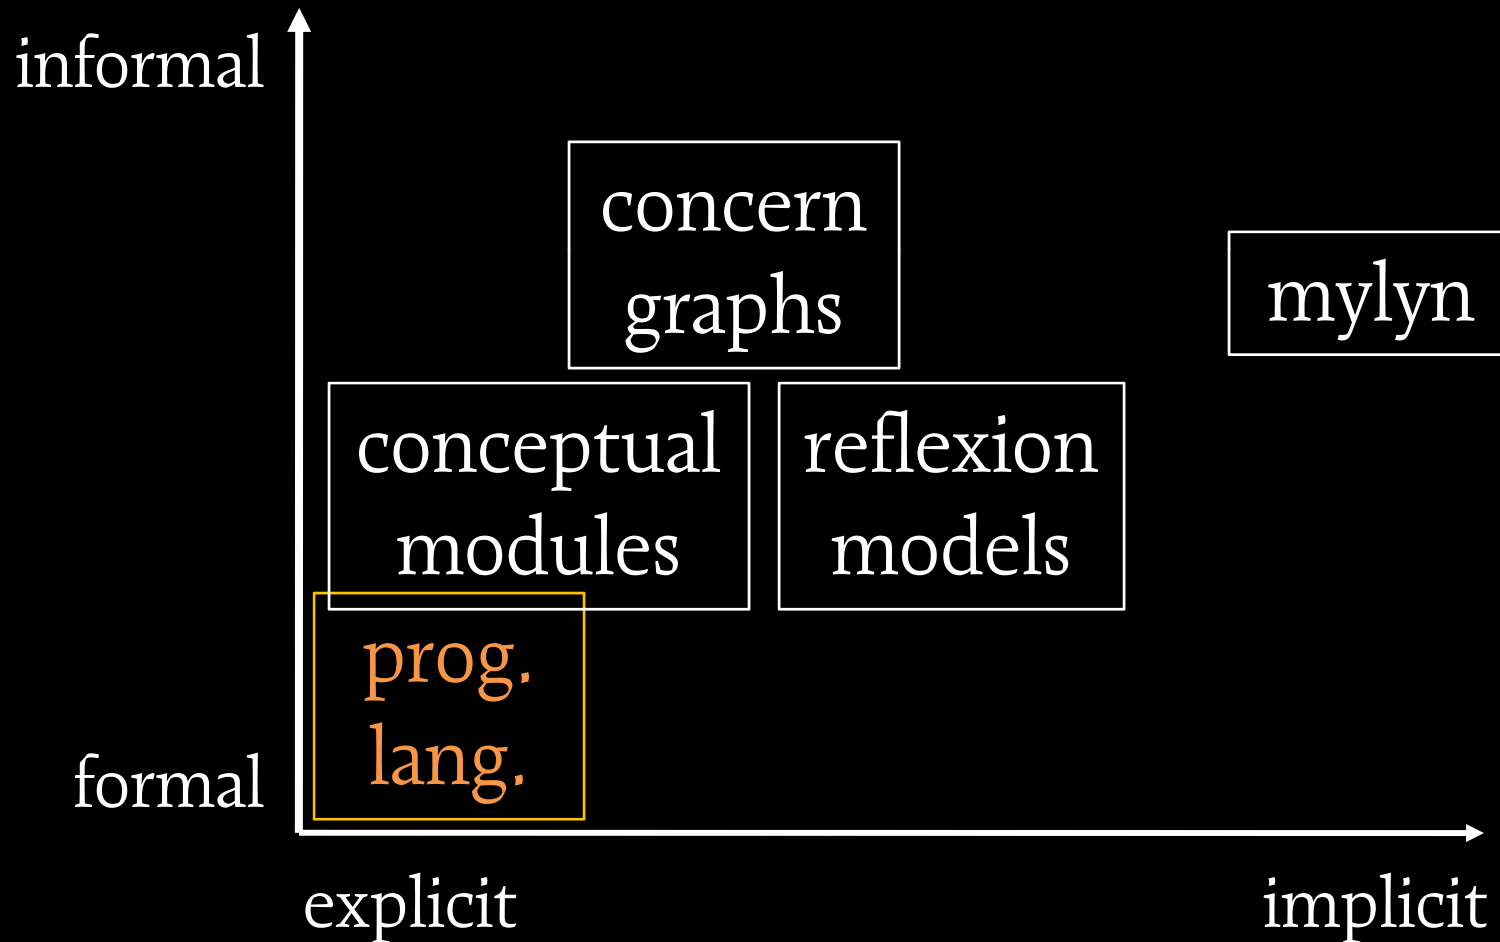 informal
concern
graphs
mylyn
conceptual
modules
reflexion
models
prog.
lang.
formal
explicit
implicit